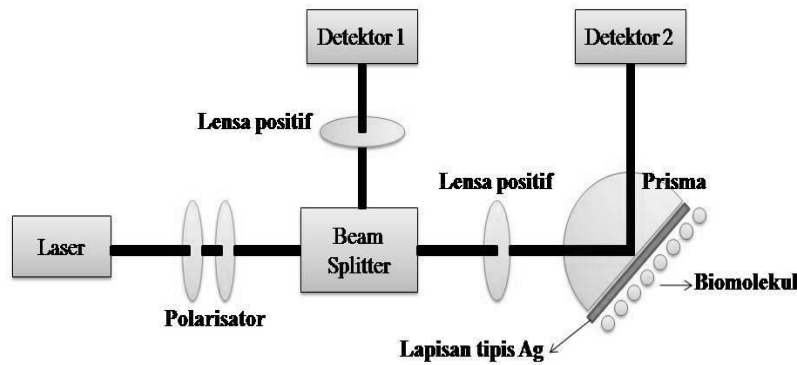 Detektor 1
Detektor 2
Lensa positif
Lensa positif
Prisma
Laser
Beam
Splitter
Biomolekul
Polarisator
Lapisan tipis Ag